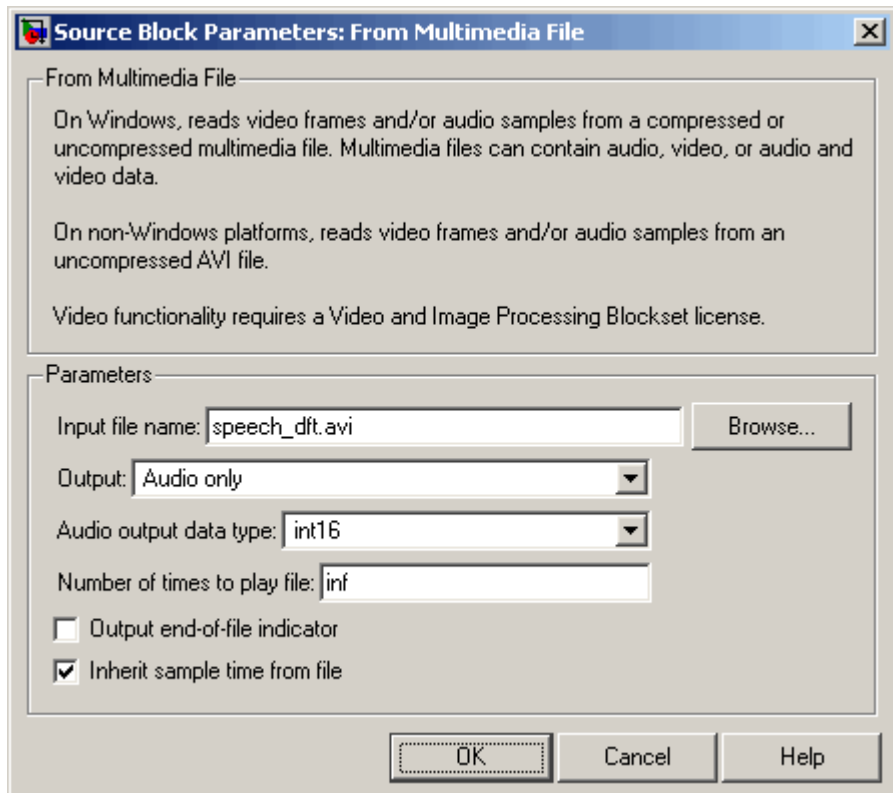 Source Block Parameters: From Multimedia File
From Multimedia File
On Windows, reads video frames and/or audio samples from a compressed or
uncompressed multimedia file. Multimedia files can contain audio, video, or audio and
video data.
On non-Windows platforms, reads video frames and/or audio samples from an
uncompressed AVI file.
Video functionality requires a Video and Image Processing Blockset license.
Parameters
Input file name: speech_dft.avi Browse...
Output: Audio only
Audio output data type: int16
Number of times to play file: inf
Output end-of-file indicator
Inherit sample time from file
OK Cancel Help